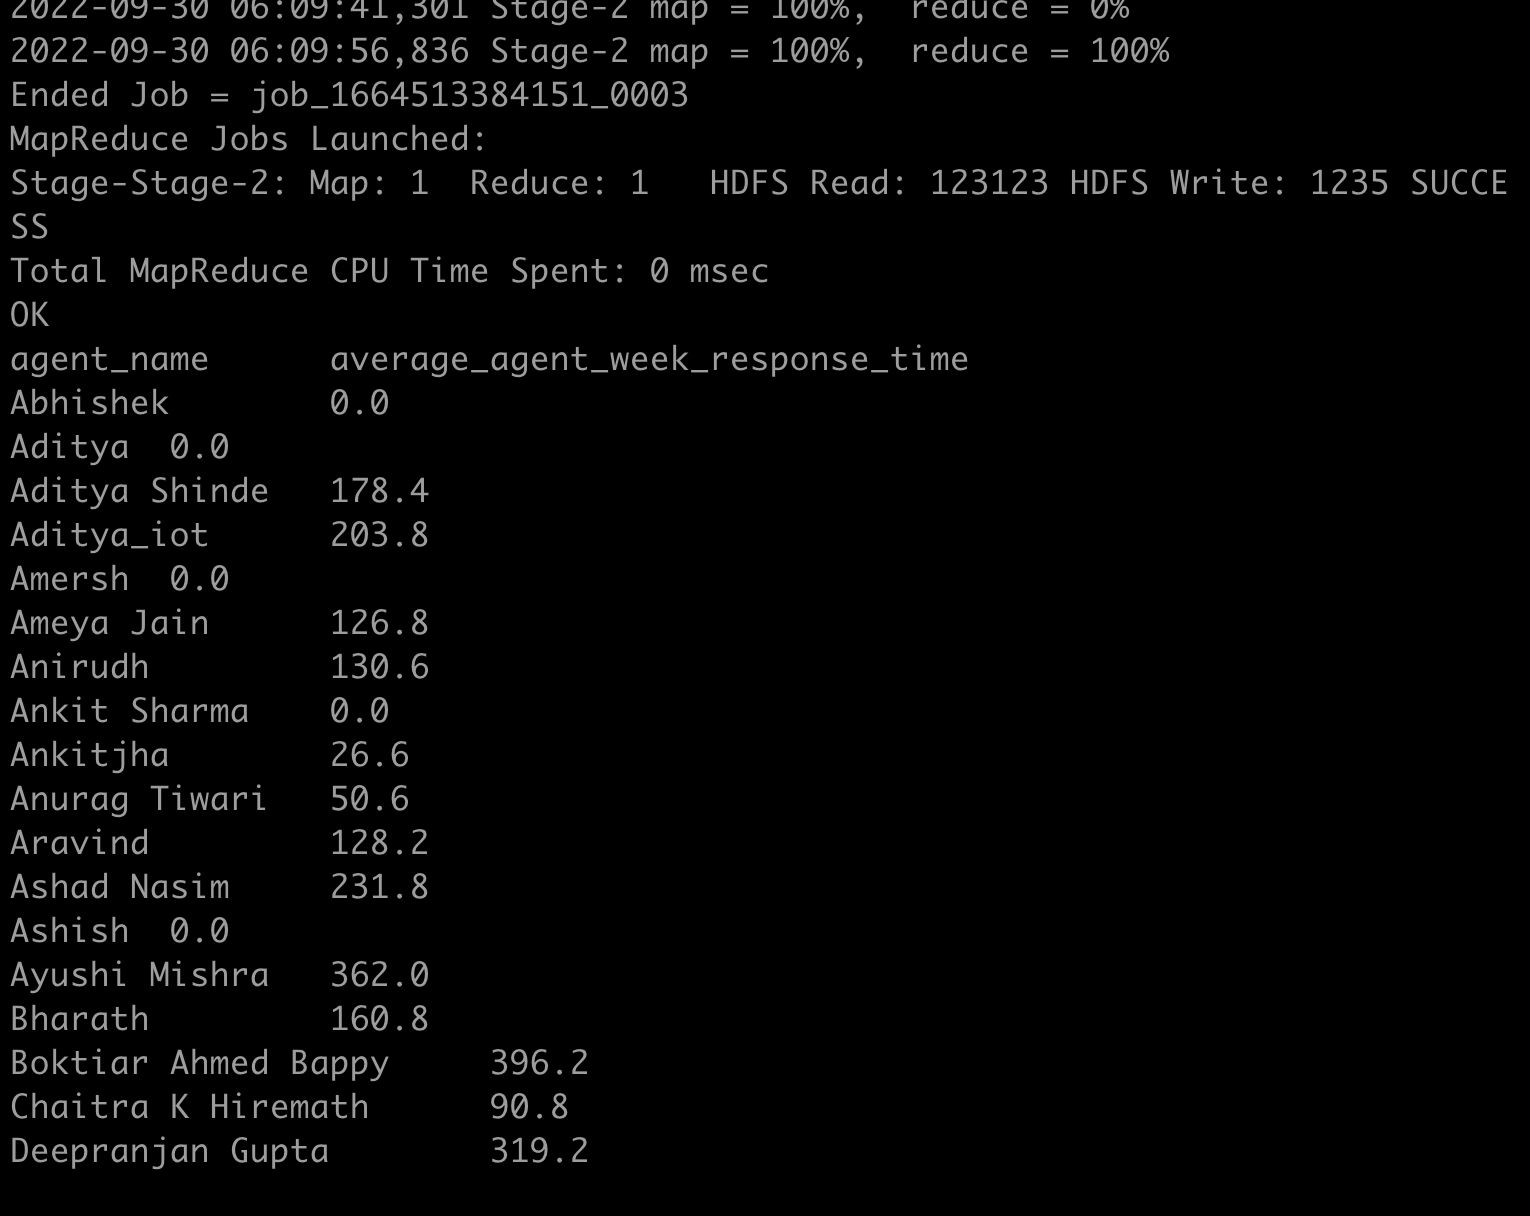 2022-09-30 06:09:41,301 Stage-2 map = 100%,  reduce = 0%
2022-09-30 06:09:56,836 Stage-2 map = 100%,  reduce = 100%
Ended Job = job_1664513384151_0003
MapReduce Jobs Launched:
Stage-Stage-2: Map: 1  Reduce: 1   HDFS Read: 123123 HDFS Write: 1235 SUCCE
SS
Total MapReduce CPU Time Spent: 0 msec
OK
agent_name      average_agent_week_response_time
Abhishek        0.0
Aditya  0.0
Aditya Shinde   178.4
Aditya_iot      203.8
Amersh  0.0
Ameya Jain      126.8
Anirudh         130.6
Ankit Sharma    0.0
Ankitjha        26.6
Anurag Tiwari   50.6
Aravind         128.2
Ashad Nasim     231.8
Ashish  0.0
Ayushi Mishra   362.0
Bharath         160.8
Boktiar Ahmed Bappy     396.2
Chaitra K Hiremath      90.8
Deepranjan Gupta        319.2